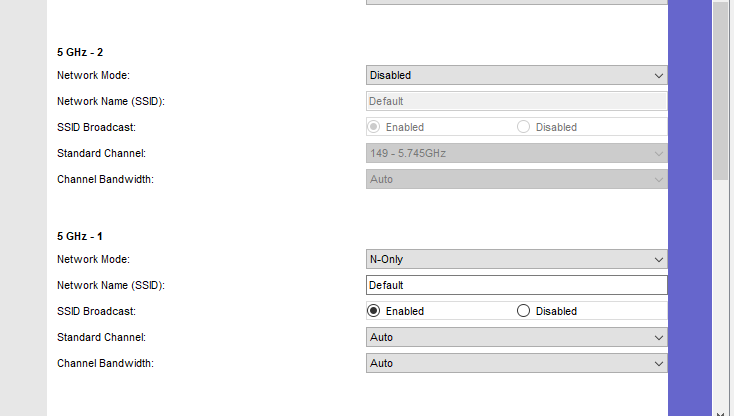 5 GHz - 2
Network Mode: Disabled
Network Name (SSID): Default
SSID Broadcast: Enabled Disabled
Standard Channel: 149 - 5.745GHz
Channel Bandwidth: Auto
5 GHz - 1
Network Mode: N-Only
Network Name (SSID): Default
SSID Broadcast: Enabled Disabled
Standard Channel: Auto
Channel Bandwidth: Auto